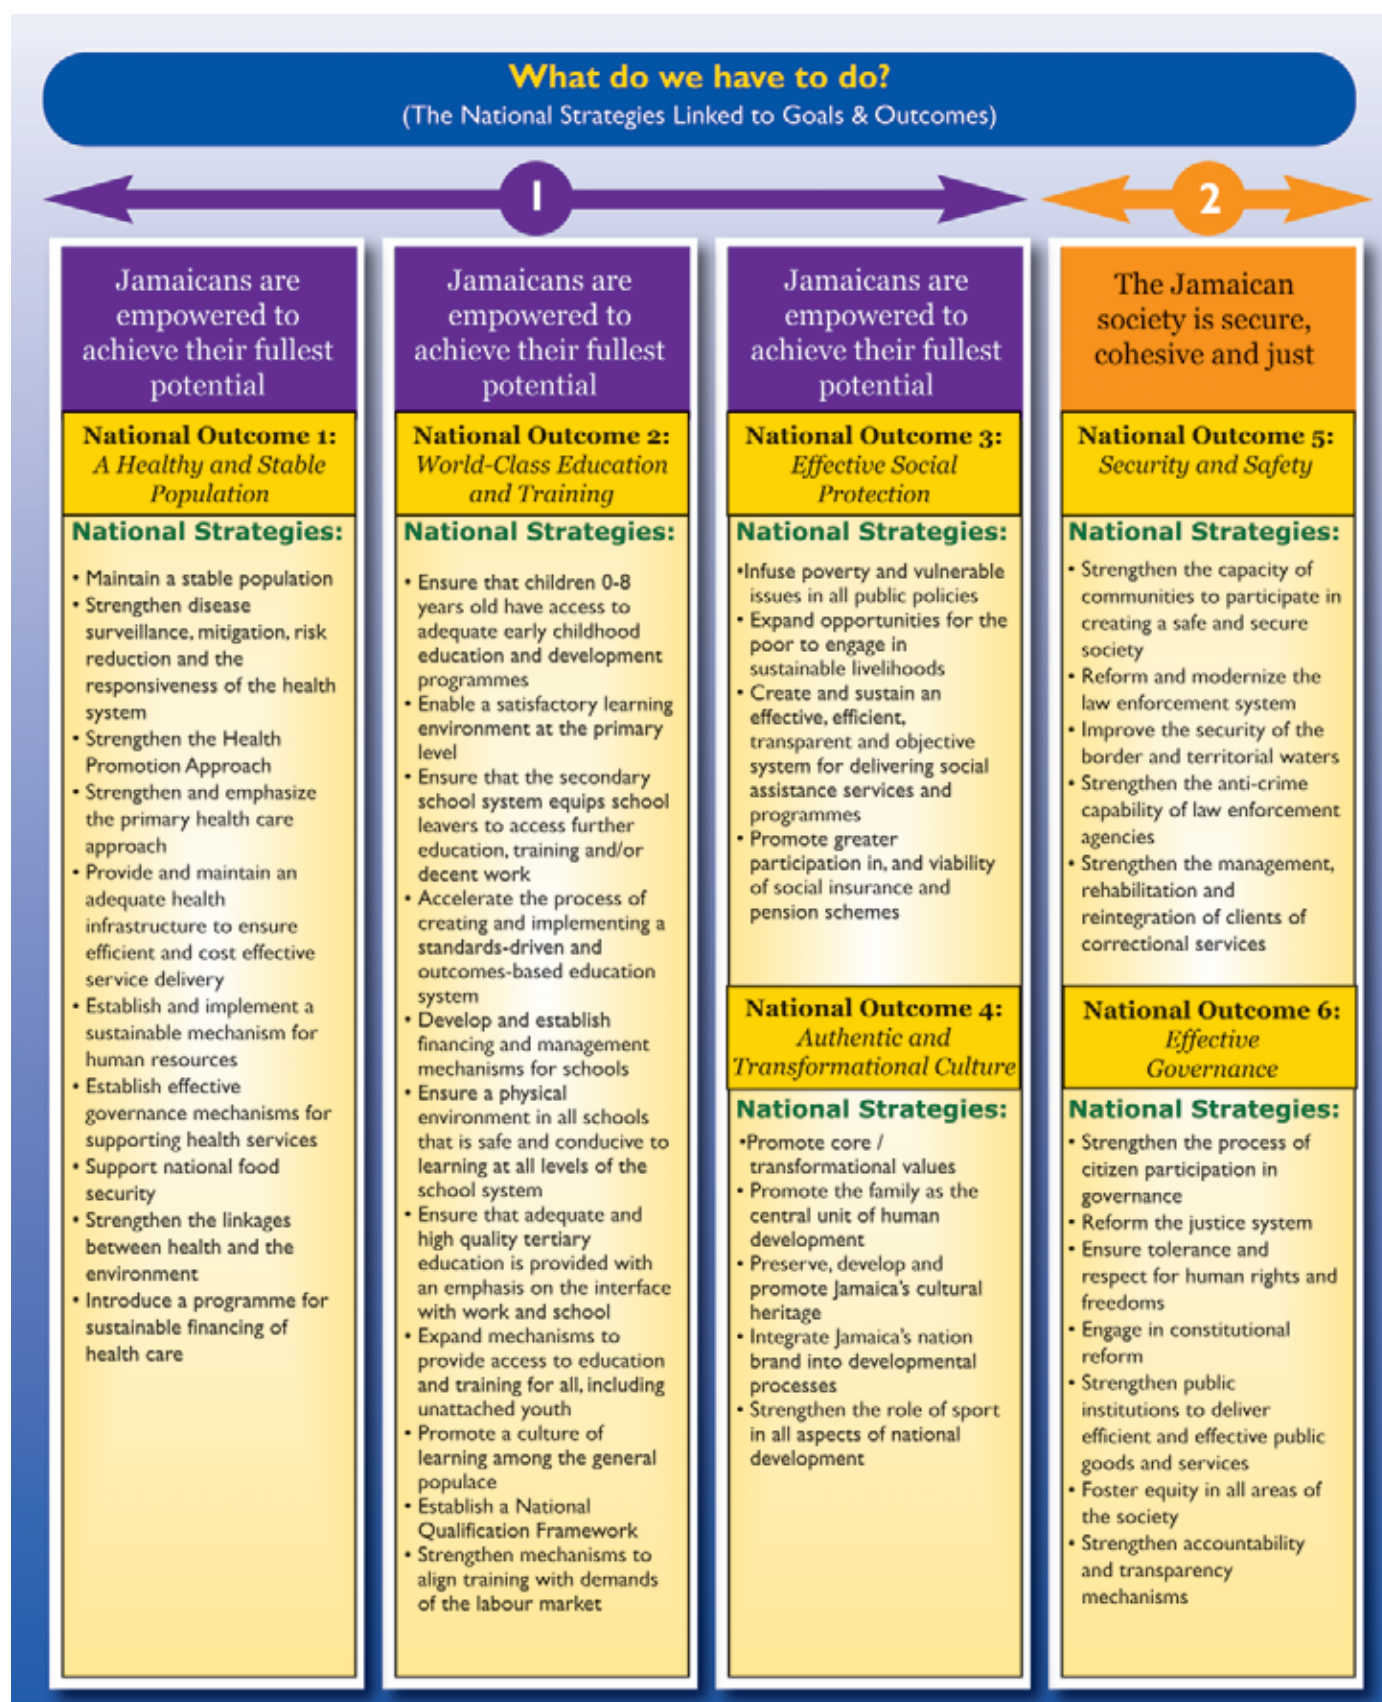 What do we have to do?
(The National Strategies Linked to Goals & Outcomes)
1
2
Jamaicans are
empowered to
achieve their fullest
potential
National Outcome 1:
A Healthy and Stable
Population
National Strategies:
• Maintain a stable population
• Strengthen disease
surveillance, mitigation, risk
reduction and the
responsiveness of the health
system
• Strengthen the Health
Promotion Approach
• Strengthen and emphasize
the primary health care
approach
• Provide and maintain an
adequate health
infrastructure to ensure
efficient and cost effective
service delivery
• Establish and implement a
sustainable mechanism for
human resources
• Establish effective
governance mechanisms for
supporting health services
• Support national food
security
• Strengthen the linkages
between health and the
environment
• Introduce a programme for
sustainable financing of
health care
Jamaicans are
empowered to
achieve their fullest
potential
National Outcome 2:
World-Class Education
and Training
National Strategies:
• Ensure that children 0-8
years old have access to
adequate early childhood
education and development
programmes
• Enable a satisfactory learning
environment at the primary
level
• Ensure that the secondary
school system equips school
leavers to access further
education, training and/or
decent work
• Accelerate the process of
creating and implementing a
standards-driven and
outcomes-based education
system
• Develop and establish
financing and management
mechanisms for schools
• Ensure a physical
environment in all schools
that is safe and conducive to
learning at all levels of the
school system
• Ensure that adequate and
high quality tertiary
education is provided with
an emphasis on the interface
with work and school
• Expand mechanisms to
provide access to education
and training for all, including
unattached youth
• Promote a culture of
learning among the general
populace
• Establish a National
Qualification Framework
• Strengthen mechanisms to
align training with demands
of the labour market
Jamaicans are
empowered to
achieve their fullest
potential
National Outcome 3:
Effective Social
Protection
National Strategies:
•Infuse poverty and vulnerable
issues in all public policies
• Expand opportunities for the
poor to engage in
sustainable livelihoods
• Create and sustain an
effective, efficient,
transparent and objective
system for delivering social
assistance services and
programmes
• Promote greater
participation in, and viability
of social insurance and
pension schemes
National Outcome 4:
Authentic and
Transformational Culture
National Strategies:
•Promote core /
transformational values
• Promote the family as the
central unit of human
development
• Preserve, develop and
promote Jamaica's cultural
heritage
• Integrate Jamaica's nation
brand into developmental
processes
• Strengthen the role of sport
in all aspects of national
development
The Jamaican
society is secure,
cohesive and just
National Outcome 5:
Security and Safety
National Strategies:
• Strengthen the capacity of
communities to participate in
creating a safe and secure
society
• Reform and modernize the
law enforcement system
• Improve the security of the
border and territorial waters
• Strengthen the anti-crime
capability of law enforcement
agencies
• Strengthen the management,
rehabilitation and
reintegration of clients of
correctional services
National Outcome 6:
Effective
Governance
National Strategies:
• Strengthen the process of
citizen participation in
governance
• Reform the justice system
• Ensure tolerance and
respect for human rights and
freedoms
• Engage in constitutional
reform
• Strengthen public
institutions to deliver
efficient and effective public
goods and services
• Foster equity in all areas of
the society
• Strengthen accountability
and transparency
mechanisms